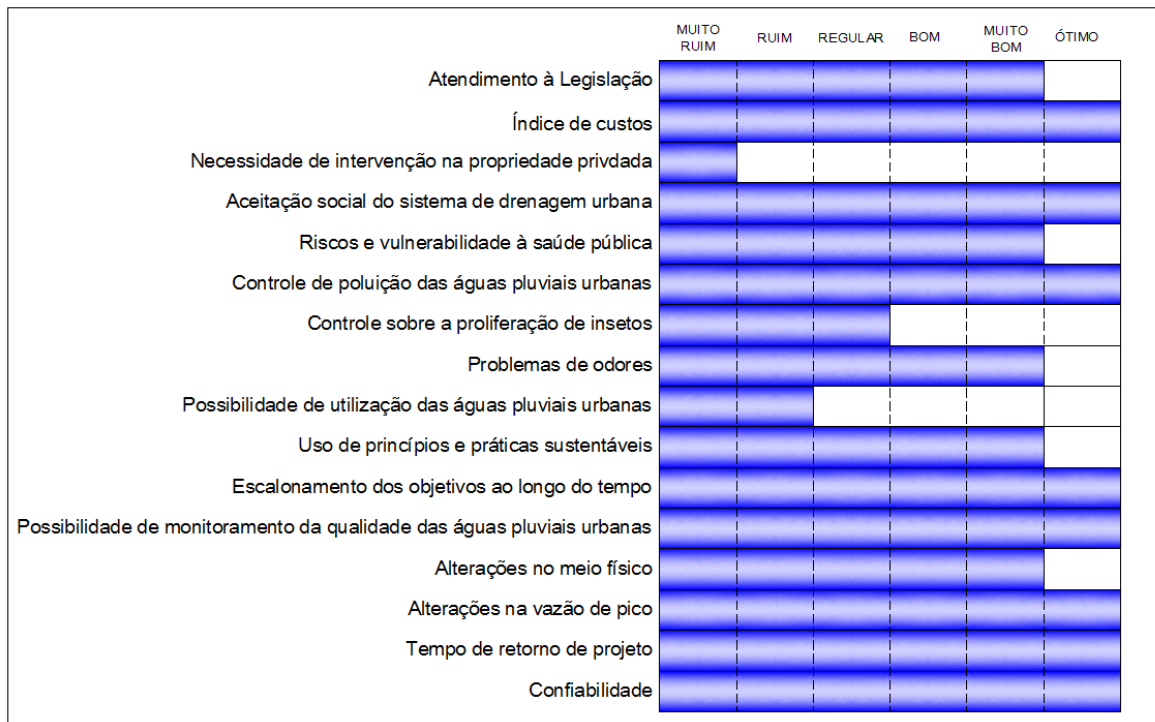 MUITO RUIM
RUIM
REGULAR
BOM
MUITO BOM
ÓTIMO
Atendimento à Legislação
Índice de custos
Necessidade de intervenção na propriedade privdada
Aceitação social do sistema de drenagem urbana
Riscos e vulnerabilidade à saúde pública
Controle de poluição das águas pluviais urbanas
Controle sobre a proliferação de insetos
Problemas de odores
Possibilidade de utilização das águas pluviais urbanas
Uso de princípios e práticas sustentáveis
Escalonamento dos objetivos ao longo do tempo
Possibilidade de monitoramento da qualidade das águas pluviais urbanas
Alterações no meio físico
Alterações na vazão de pico
Tempo de retorno de projeto
Confiabilidade